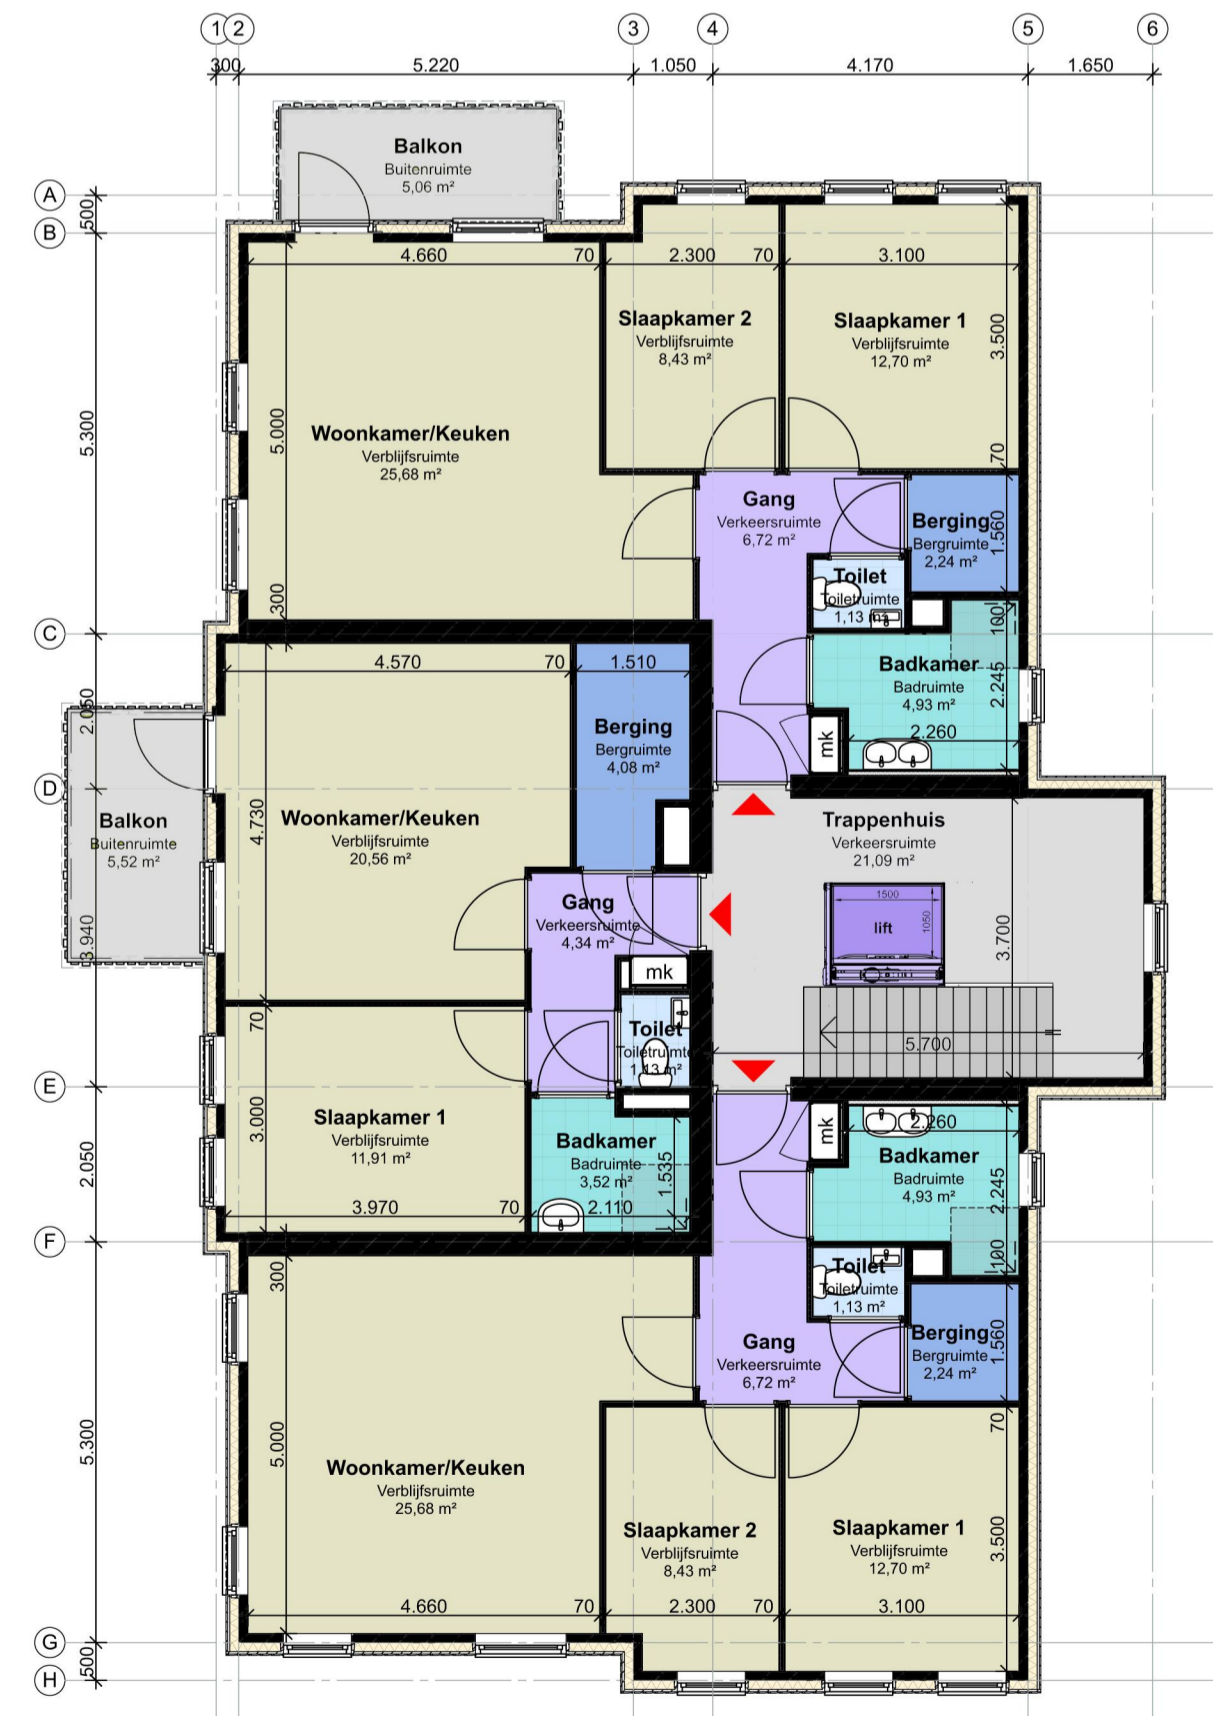 1 2 3 4 5 6
300 5.220 1.050 4.170 1.650
Balkon
Buitenruimte
5,06 m²
A
500
B
4.660 70 2.300 70 3.100
Slaapkamer 2
Verblijfsruimte
8,43 m²
Slaapkamer 1
Verblijfsruimte
12,70 m²
3.500
5.300
5.000
Woonkamer/Keuken
Verblijfsruimte
25,68 m²
70
Gang
Verkeersruimte
6,72 m²
Berging
Bergruimte
2,24 m²
1.560
Toilet
Toiletruimte
1,13 m²
300
100
C
4.570 70 1.510
Badkamer
Badruimte
4,93 m²
2.245
2.260
mk
2.050
Berging
Bergruimte
4,08 m²
D
Balkon
Buitenruimte
5,52 m²
4.730
Woonkamer/Keuken
Verblijfsruimte
20,56 m²
Trappenhuis
Verkeersruimte
21,09 m²
1500
1050
lift
3.700
Gang
Verkeersruimte
4,34 m²
3.940
mk
70
Toilet
Toiletruimte
1,13 m²
5.700
E
Slaapkamer 1
Verblijfsruimte
11,91 m²
3.000
Badkamer
Badruimte
3,52 m²
1.535
mk
2.260
Badkamer
Badruimte
4,93 m²
2.245
2.050
3.970 70 2.110
F
300
100
Toilet
Toiletruimte
1,13 m²
Gang
Verkeersruimte
6,72 m²
Berging
Bergruimte
2,24 m²
1.560
70
5.300
5.000
Woonkamer/Keuken
Verblijfsruimte
25,68 m²
Slaapkamer 2
Verblijfsruimte
8,43 m²
Slaapkamer 1
Verblijfsruimte
12,70 m²
3.500
4.660 70 2.300 70 3.100
G
500
H